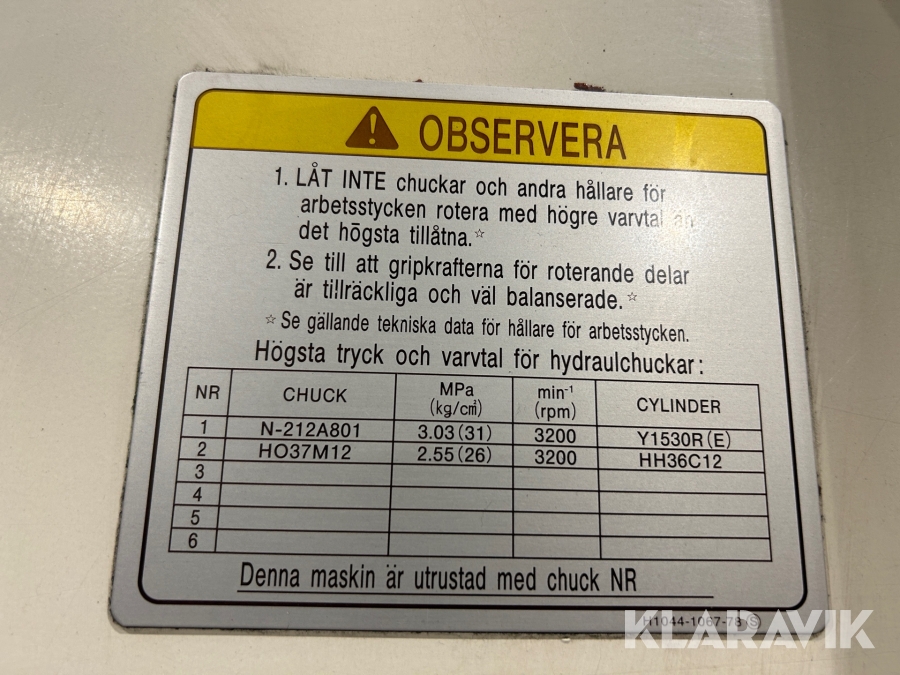 OBSERVERA
1. LÅT INTE chuckar och andra hållare för
arbetsstycken rotera med högre varvtal än
det högsta tillåtna.☆
2. Se till att gripkrafterna för roterande delar
är tillräckliga och väl balanserade.☆
☆ Se gällande tekniska data för hållare för arbetsstycken.
Högsta tryck och varvtal för hydraulchuckar:
NR CHUCK MPa (kg/c㎡) min⁻¹ (rpm) CYLINDER
1 N-212A801 3.03(31) 3200 Y1530R(E)
2 HO37M12 2.55(26) 3200 HH36C12
3
4
5
6
Denna maskin är utrustad med chuck NR
H1044-1067-78(S)
KLARAVIK